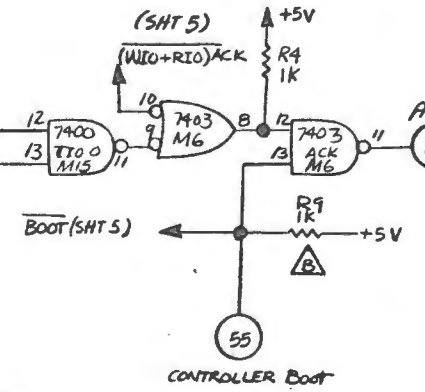 (SHT 5)
(WIO+RIO)ACK
+5V
R4
1K
12
13
7400
TTO O
M15
11
10
9
7403
M6
8
12
13
7403
ACK
M6
11
A
R9
1K
+5V
B
BOOT (SHT 5)
55
CONTROLLER BOOT